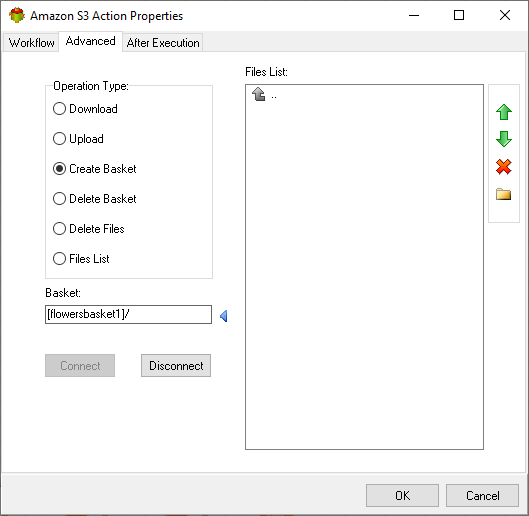 Amazon S3 Action Properties
Workflow Advanced After Execution
Operation Type:
Download
Upload
Create Basket
Delete Basket
Delete Files
Files List
Basket:
[flowersbasket1]/
Connect Disconnect
Files List:
..
OK Cancel